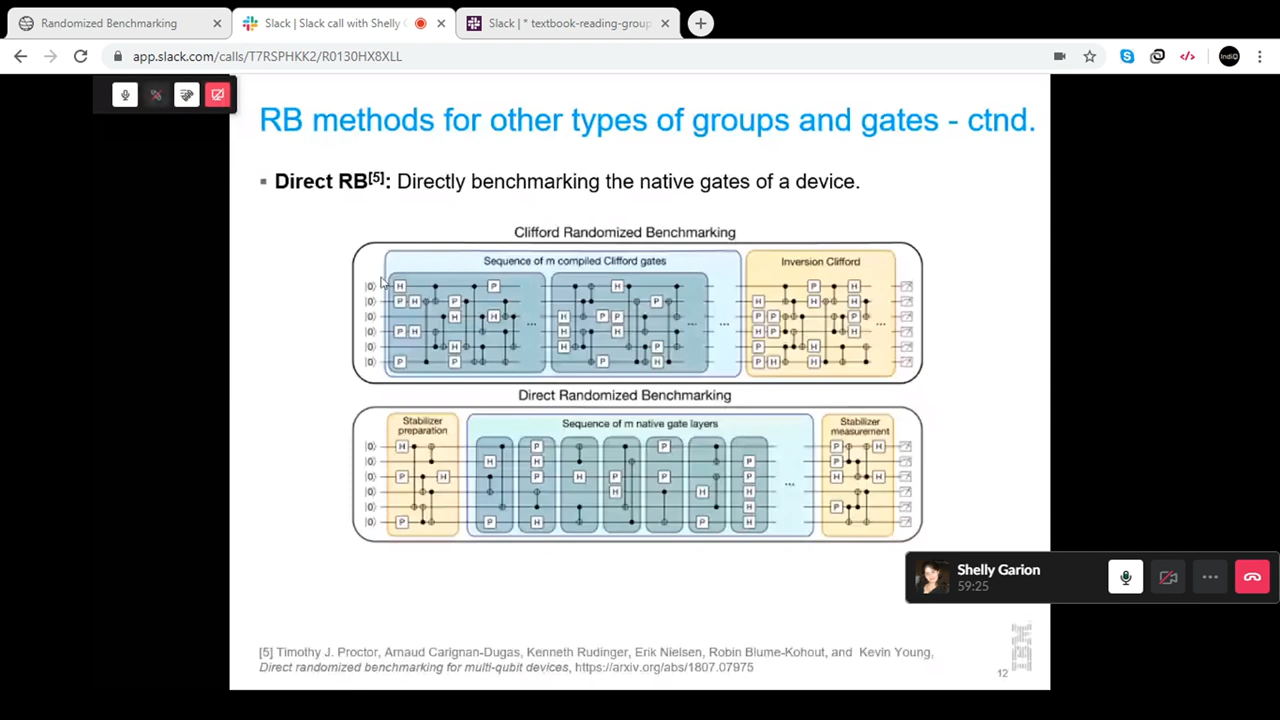 Randomized Benchmarking
Slack | Slack call with Shelly G
Slack | * textbook-reading-group
app.slack.com/calls/T7RSPHKK2/R0130HX8XLL
RB methods for other types of groups and gates - ctnd.
▪ Direct RB[5]: Directly benchmarking the native gates of a device.
Clifford Randomized Benchmarking
Sequence of m compiled Clifford gates
Inversion Clifford
Direct Randomized Benchmarking
Stabilizer preparation
Sequence of m native gate layers
Stabilizer measurement
Shelly Garion
59:25
[5] Timothy J. Proctor, Arnaud Carignan-Dugas, Kenneth Rudinger, Erik Nielsen, Robin Blume-Kohout, and Kevin Young,
Direct randomized benchmarking for multi-qubit devices, https://arxiv.org/abs/1807.07975
IBM
12